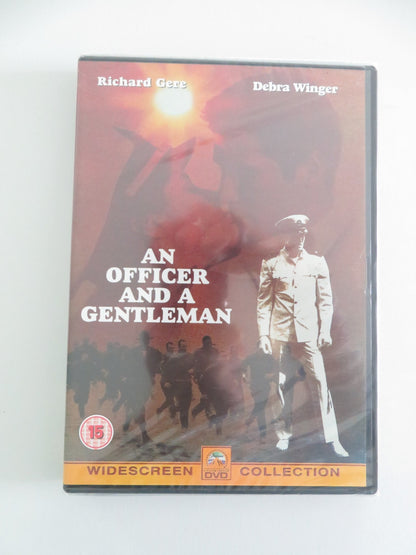 Richard Gere
Debra Winger
AN
OFFICER
AND A
GENTLEMAN
15
WIDESCREEN DVD COLLECTION